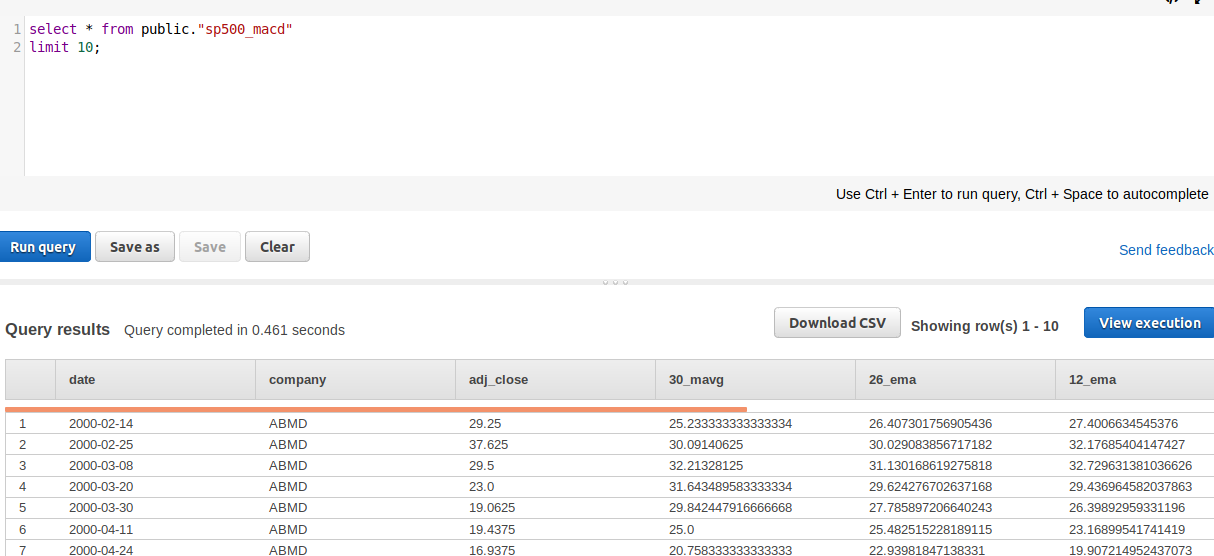 1 select * from public."sp500_macd"
2 limit 10;
Use Ctrl + Enter to run query, Ctrl + Space to autocomplete
Run query Save as Save Clear
Send feedback
Query results Query completed in 0.461 seconds Download CSV Showing row(s) 1 - 10 View execution
date company adj_close 30_mavg 26_ema 12_ema
1 2000-02-14 ABMD 29.25 25.233333333333334 26.407301756905436 27.4006634545376
2 2000-02-25 ABMD 37.625 30.09140625 30.029083856717182 32.17685404147427
3 2000-03-08 ABMD 29.5 32.21328125 31.130168619275818 32.729631381036626
4 2000-03-20 ABMD 23.0 31.643489583333334 29.624276702637168 29.436964582037863
5 2000-03-30 ABMD 19.0625 29.842447916666668 27.785897206640243 26.39892959331196
6 2000-04-11 ABMD 19.4375 25.0 25.482515228189115 23.16899541741419
7 2000-04-24 ABMD 16.9375 20.758333333333333 22.93981847138331 19.907214952437073